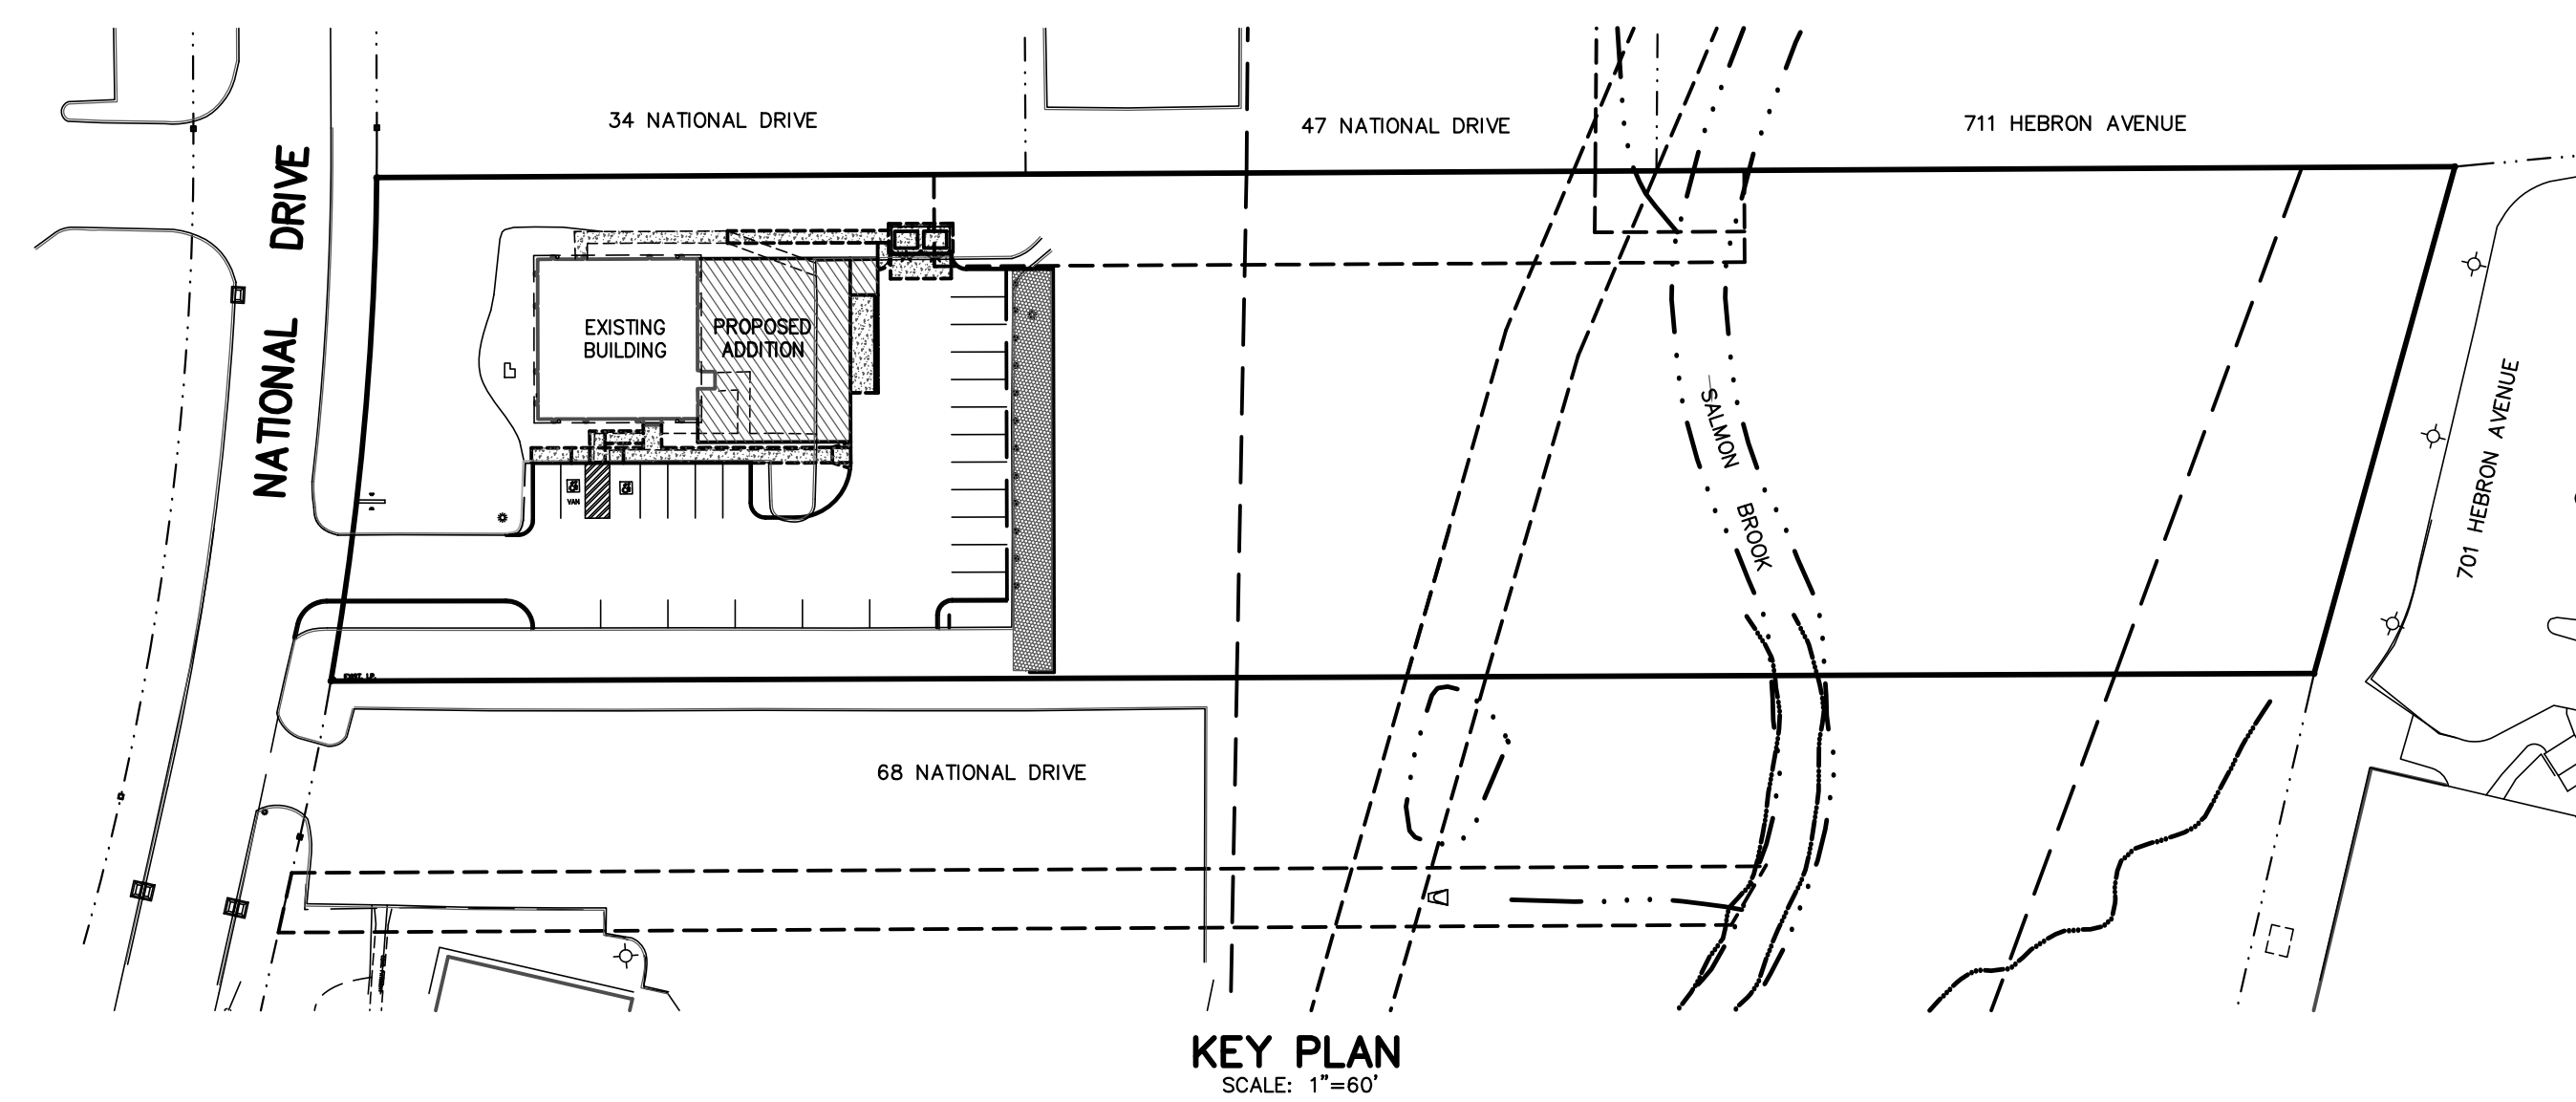 34 NATIONAL DRIVE
47 NATIONAL DRIVE
711 HEBRON AVENUE
NATIONAL DRIVE
EXISTING
BUILDING
PROPOSED
ADDITION
VAN
SALMON BROOK
701 HEBRON AVENUE
EXIST. I.P.
68 NATIONAL DRIVE
KEY PLAN
SCALE: 1"=60'